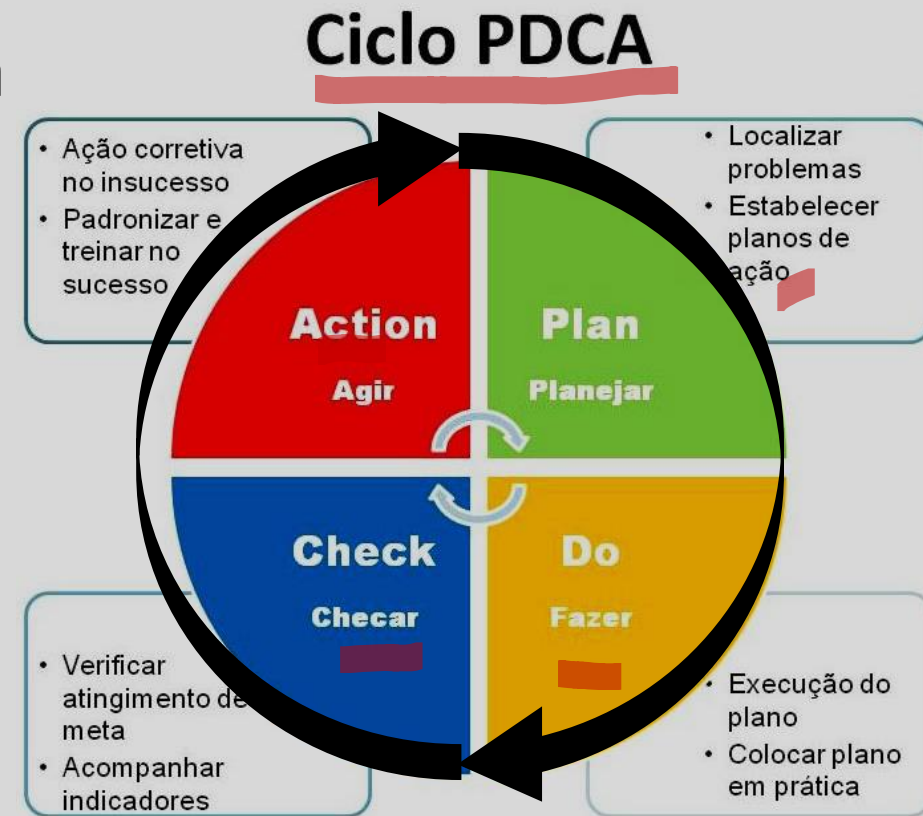 Ciclo PDCA
• Ação corretiva
no insucesso
• Padronizar e
treinar no
sucesso
• Localizar
problemas
• Estabelecer
planos de
ação
Action
Agir
Plan
Planejar
Check
Checar
Do
Fazer
• Verificar
atingimento de
meta
• Acompanhar
indicadores
• Execução do
plano
• Colocar plano
em prática